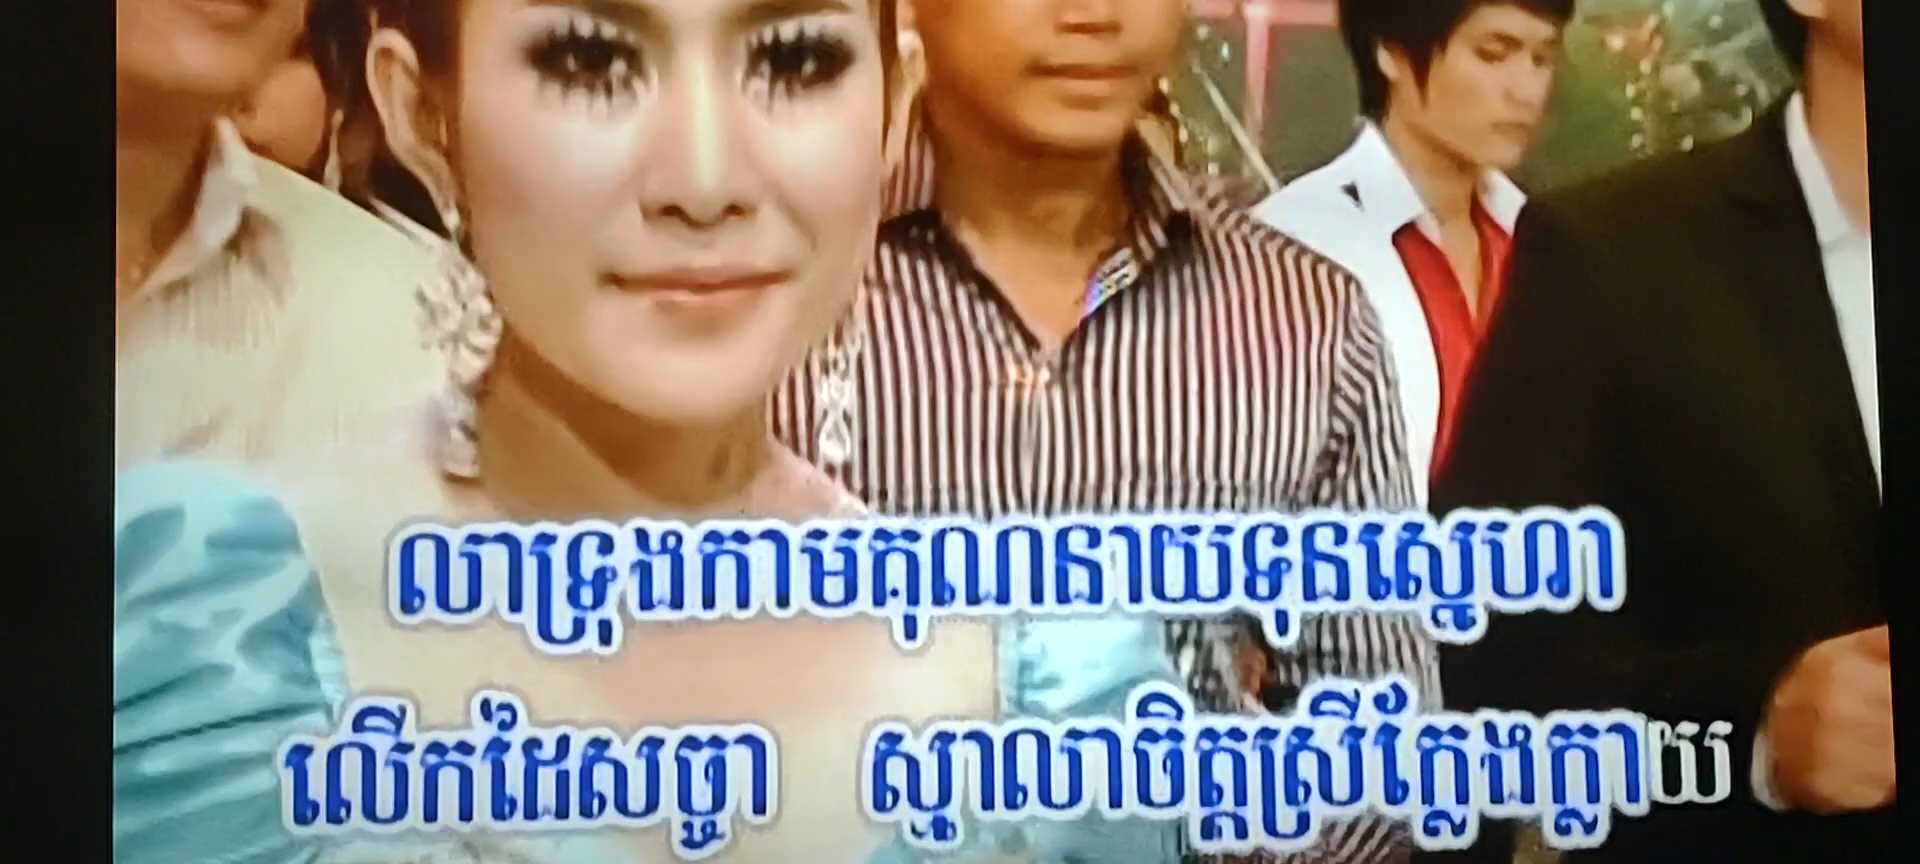 លាទ្រុងកាមគុណនាយទុនស្នេហា
លើកដៃសច្ចា ស្មាលាចិត្តស្រីក្លែងក្លាយ